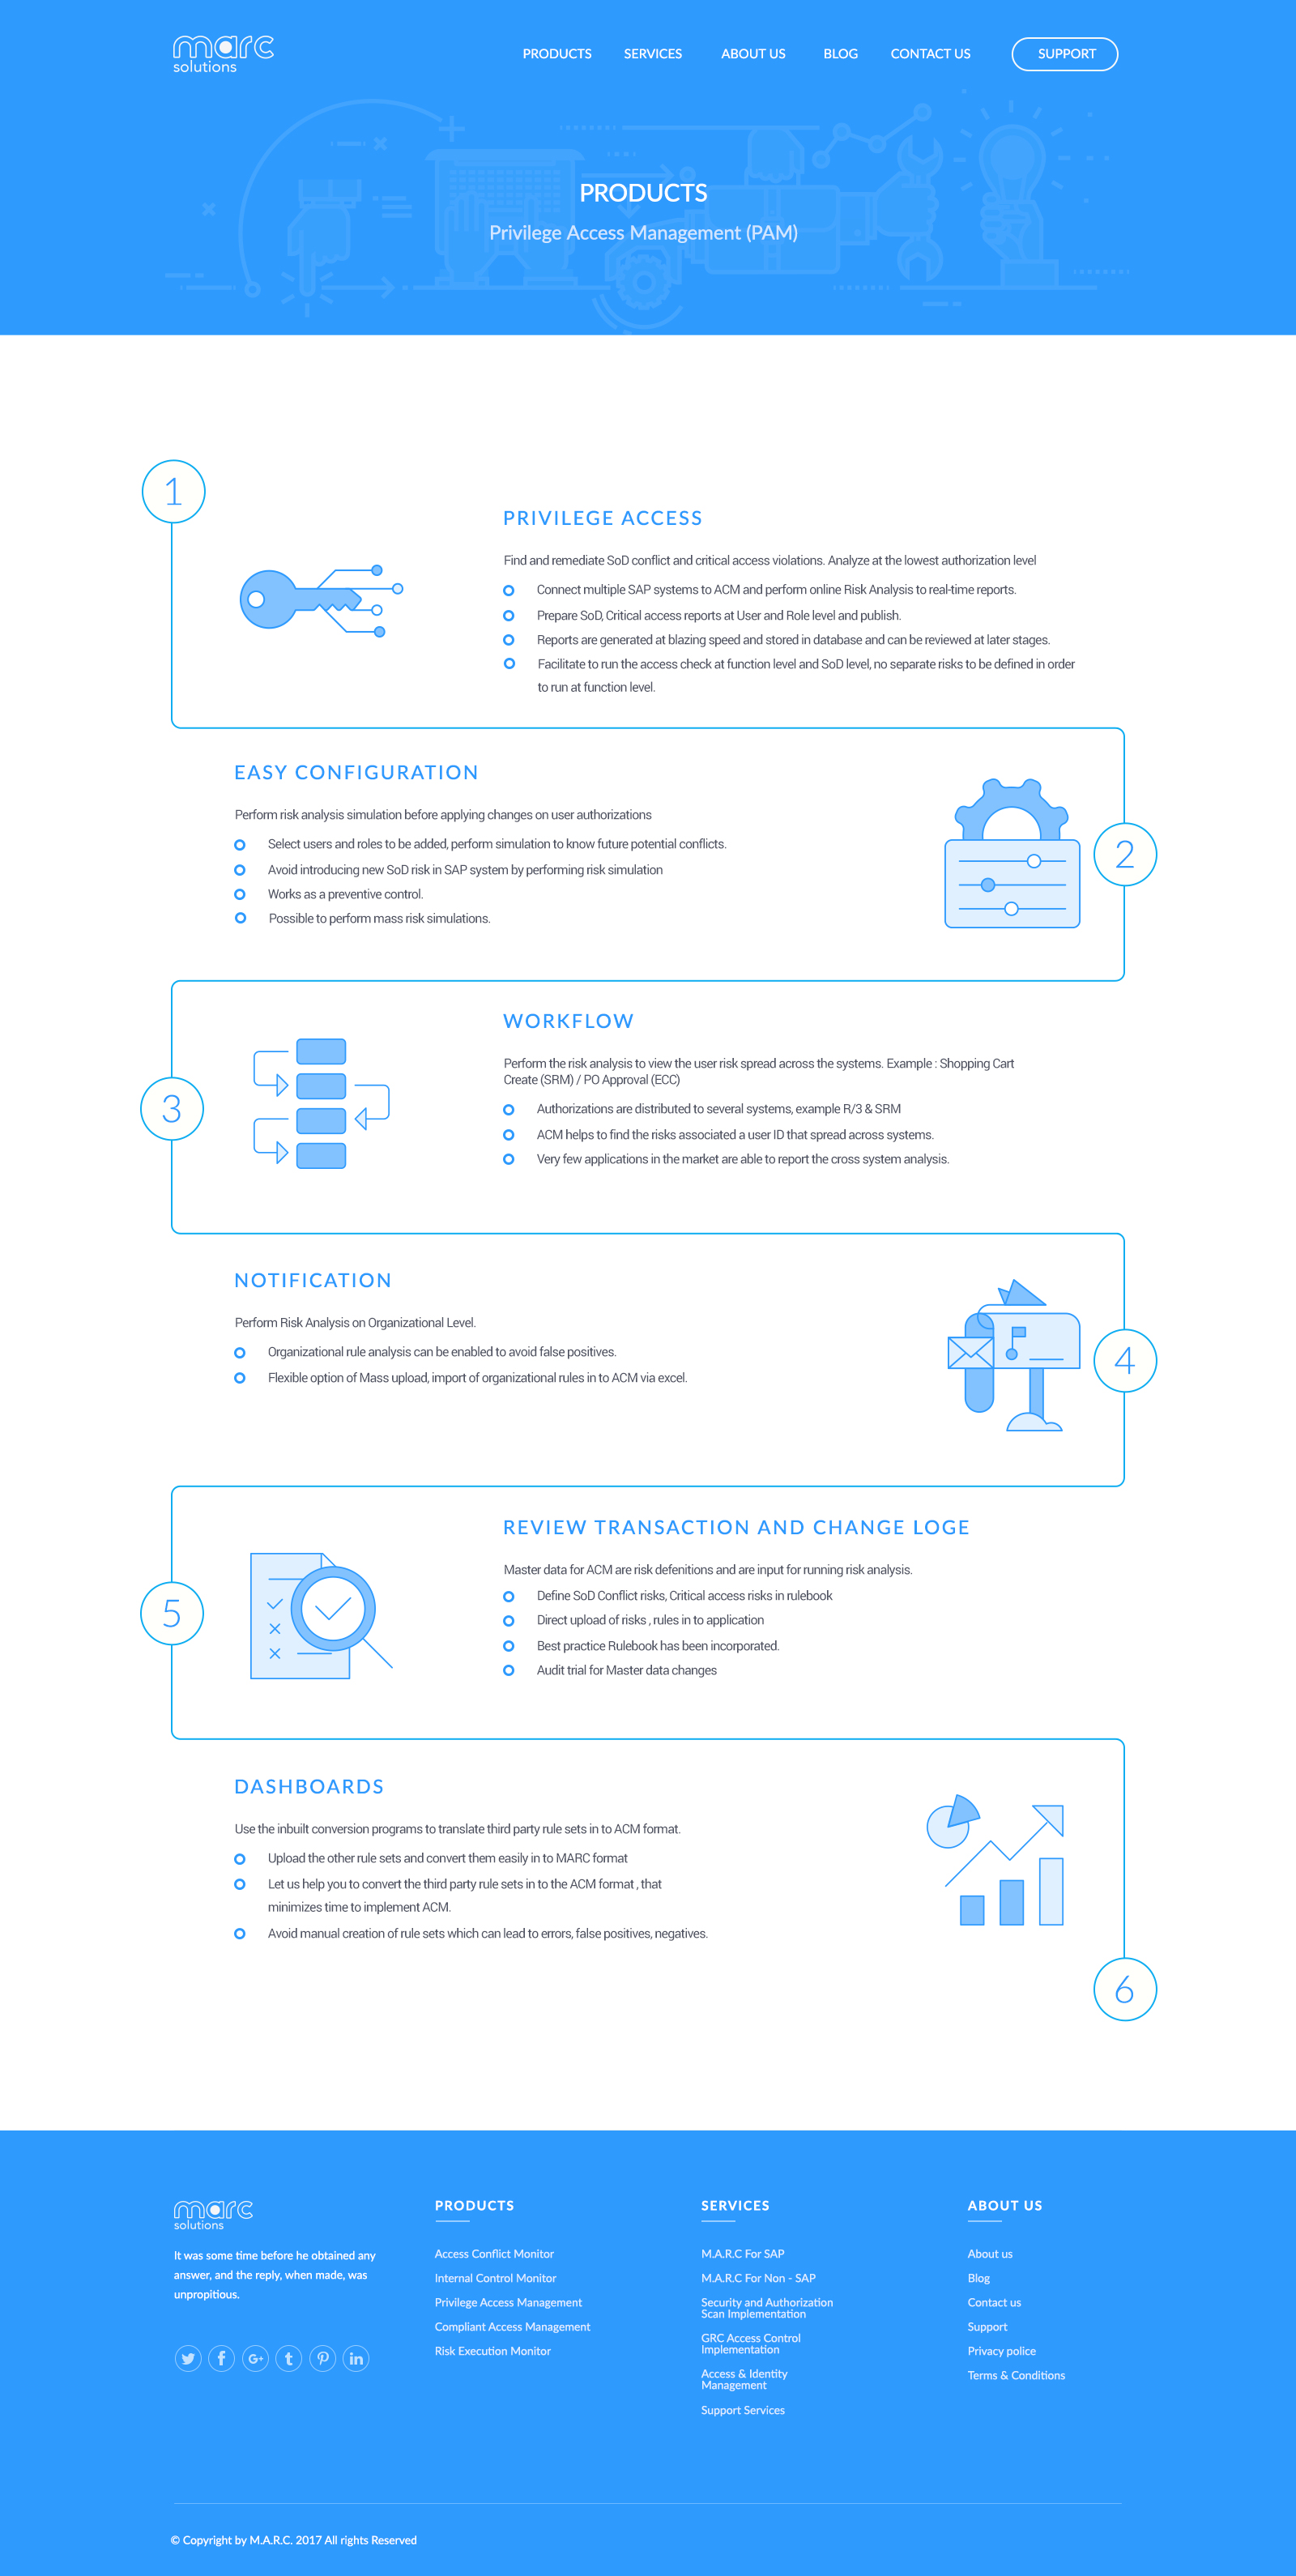 marc
solutions
PRODUCTS SERVICES ABOUT US BLOG CONTACT US SUPPORT
PRODUCTS
Privilege Access Management (PAM)
1
PRIVILEGE ACCESS
Find and remediate SoD conflict and critical access violations. Analyze at the lowest authorization level
Connect multiple SAP systems to ACM and perform online Risk Analysis to real-time reports.
Prepare SoD, Critical access reports at User and Role level and publish.
Reports are generated at blazing speed and stored in database and can be reviewed at later stages.
Facilitate to run the access check at function level and SoD level, no separate risks to be defined in order
to run at function level.
2
EASY CONFIGURATION
Perform risk analysis simulation before applying changes on user authorizations
Select users and roles to be added, perform simulation to know future potential conflicts.
Avoid introducing new SoD risk in SAP system by performing risk simulation
Works as a preventive control.
Possible to perform mass risk simulations.
3
WORKFLOW
Perform the risk analysis to view the user risk spread across the systems. Example : Shopping Cart
Create (SRM) / PO Approval (ECC)
Authorizations are distributed to several systems, example R/3 & SRM
ACM helps to find the risks associated a user ID that spread across systems.
Very few applications in the market are able to report the cross system analysis.
4
NOTIFICATION
Perform Risk Analysis on Organizational Level.
Organizational rule analysis can be enabled to avoid false positives.
Flexible option of Mass upload, import of organizational rules in to ACM via excel.
5
REVIEW TRANSACTION AND CHANGE LOGE
Master data for ACM are risk defenitions and are input for running risk analysis.
Define SoD Conflict risks, Critical access risks in rulebook
Direct upload of risks , rules in to application
Best practice Rulebook has been incorporated.
Audit trial for Master data changes
DASHBOARDS
Use the inbuilt conversion programs to translate third party rule sets in to ACM format.
Upload the other rule sets and convert them easily in to MARC format
Let us help you to convert the third party rule sets in to the ACM format , that
minimizes time to implement ACM.
Avoid manual creation of rule sets which can lead to errors, false positives, negatives.
6
marc
solutions
It was some time before he obtained any
answer, and the reply, when made, was
unpropitious.
PRODUCTS
Access Conflict Monitor
Internal Control Monitor
Privilege Access Management
Compliant Access Management
Risk Execution Monitor
SERVICES
M.A.R.C For SAP
M.A.R.C For Non - SAP
Security and Authorization
Scan Implementation
GRC Access Control
Implementation
Access & Identity
Management
Support Services
ABOUT US
About us
Blog
Contact us
Support
Privacy police
Terms & Conditions
© Copyright by M.A.R.C. 2017 All rights Reserved